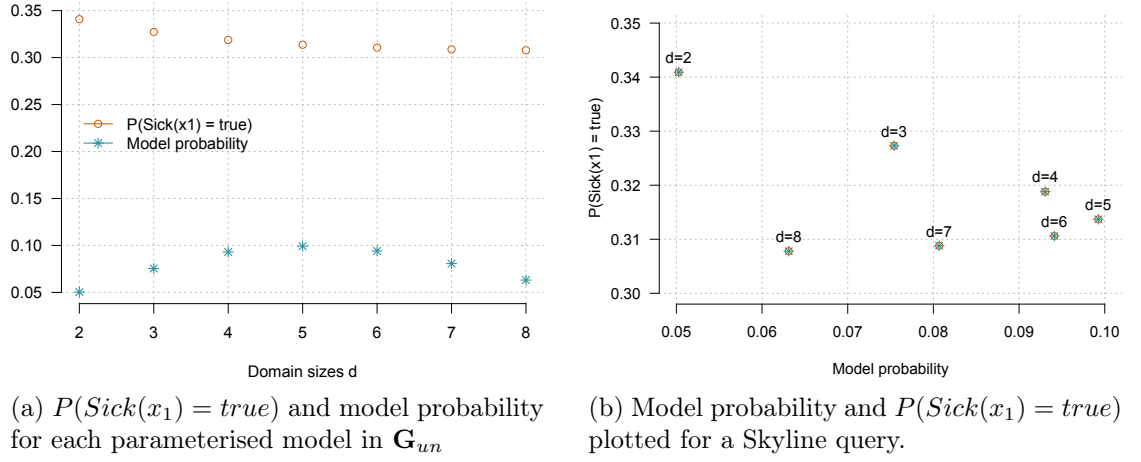 0.35
0.30
0.25
0.20
0.15
0.10
0.05
P(Sick(x1) = true)
Model probability
2 3 4 5 6 7 8
Domain sizes d
(a) P(Sick(x₁) = true) and model probability
for each parameterised model in G_un
0.35
0.34
0.33
0.32
0.31
0.30
P(Sick(x1) = true)
d=2
d=3
d=4
d=5
d=6
d=7
d=8
0.05 0.06 0.07 0.08 0.09 0.10
Model probability
(b) Model probability and P(Sick(x₁) = true)
plotted for a Skyline query.